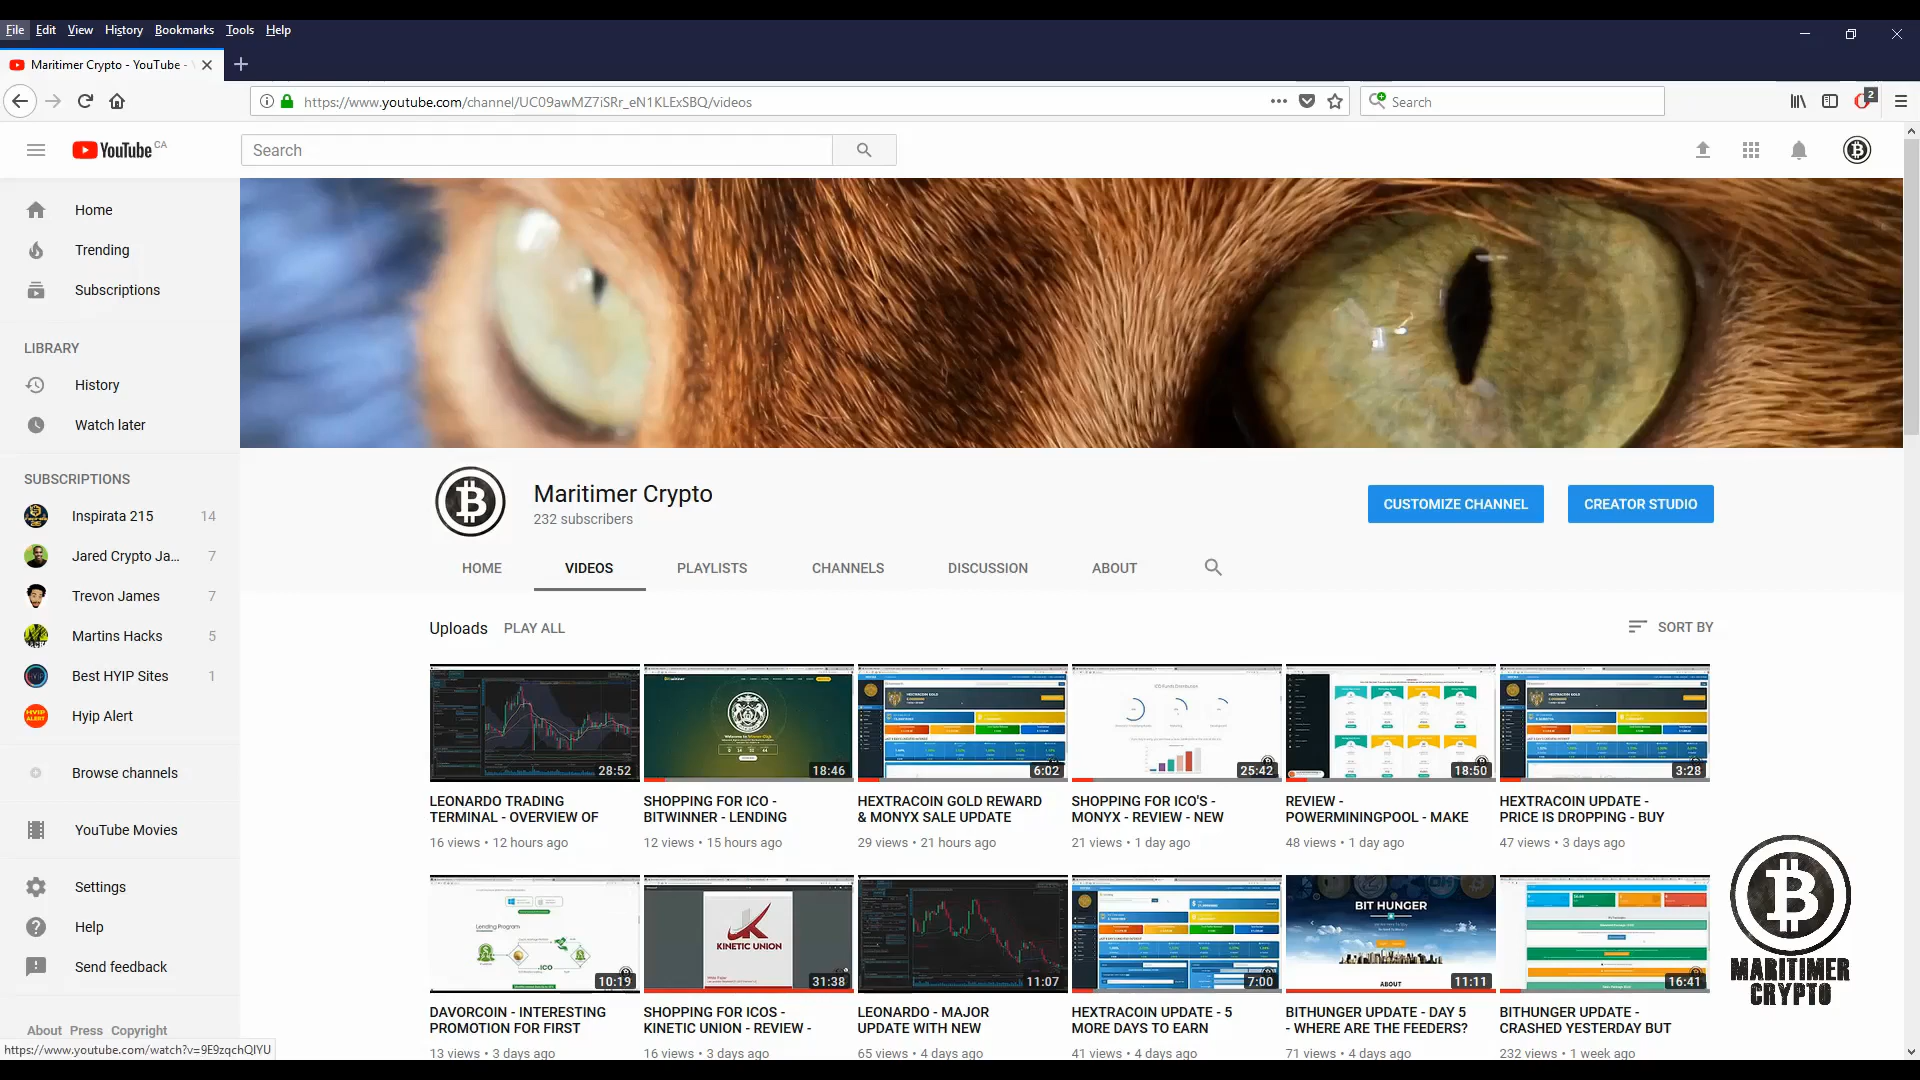 File Edit View History Bookmarks Tools Help
Maritimer Crypto - YouTube -
https://www.youtube.com/channel/UC09awMZ7iSRr_eN1KLExSBQ/videos
Search
2
YouTube CA
Search
Home
Trending
Subscriptions
LIBRARY
History
Watch later
SUBSCRIPTIONS
Inspirata 215 14
Jared Crypto Ja... 7
Trevon James 7
Martins Hacks 5
Best HYIP Sites 1
Hyip Alert
Browse channels
YouTube Movies
Settings
Help
Send feedback
About Press Copyright
https://www.youtube.com/watch?v=9E9zqchQIYU
Maritimer Crypto
232 subscribers
CUSTOMIZE CHANNEL
CREATOR STUDIO
HOME VIDEOS PLAYLISTS CHANNELS DISCUSSION ABOUT
Uploads PLAY ALL
SORT BY
28:52
LEONARDO TRADING
TERMINAL - OVERVIEW OF
16 views • 12 hours ago
18:46
SHOPPING FOR ICO -
BITWINNER - LENDING
12 views • 15 hours ago
6:02
HEXTRACOIN GOLD REWARD
& MONYX SALE UPDATE
29 views • 21 hours ago
25:42
SHOPPING FOR ICO'S -
MONYX - REVIEW - NEW
21 views • 1 day ago
18:50
REVIEW -
POWERMININGPOOL - MAKE
48 views • 1 day ago
3:28
HEXTRACOIN UPDATE -
PRICE IS DROPPING - BUY
47 views • 3 days ago
Lending Program
ICO
10:19
DAVORCOIN - INTERESTING
PROMOTION FOR FIRST
13 views • 3 days ago
KINETIC UNION
31:38
SHOPPING FOR ICOS -
KINETIC UNION - REVIEW -
16 views • 3 days ago
11:07
LEONARDO - MAJOR
UPDATE WITH NEW
65 views • 4 days ago
7:00
HEXTRACOIN UPDATE - 5
MORE DAYS TO EARN
41 views • 4 days ago
BIT HUNGER
ABOUT
11:11
BITHUNGER UPDATE - DAY 5
- WHERE ARE THE FEEDERS?
71 views • 4 days ago
16:41
BITHUNGER UPDATE -
CRASHED YESTERDAY BUT
232 views • 1 week ago
MARITIMER
CRYPTO